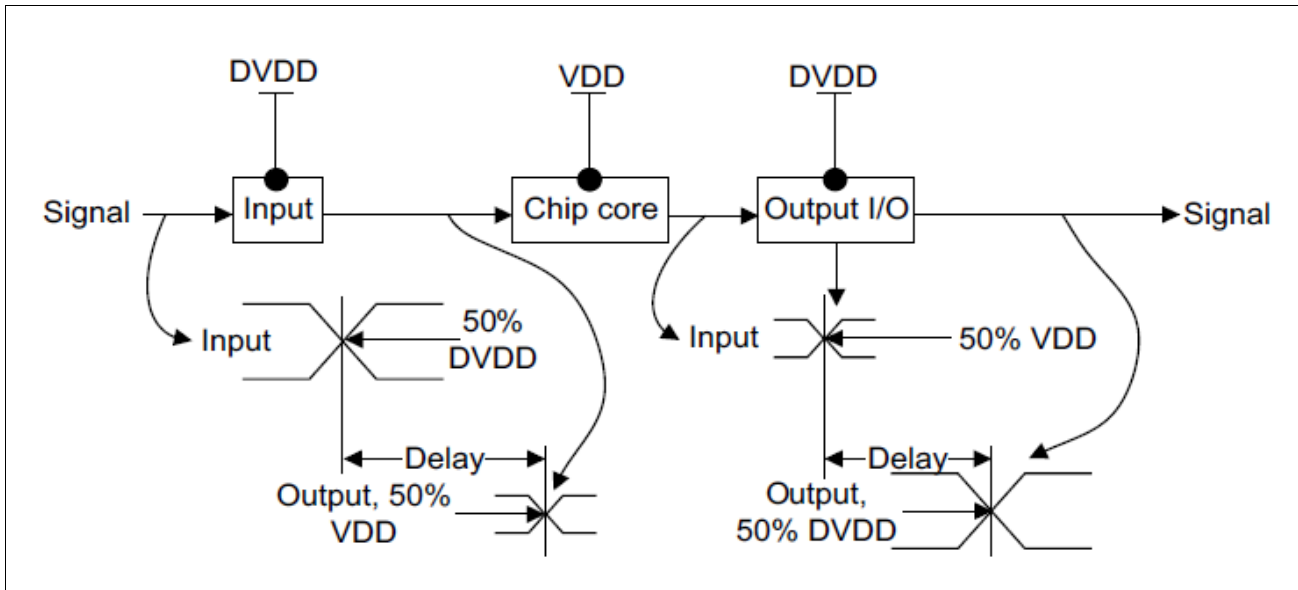 DVDD
VDD
DVDD
Signal
Input
Chip core
Output I/O
Signal
Input
50%
DVDD
Input
50% VDD
Delay
Output, 50%
VDD
Delay
Output,
50% DVDD